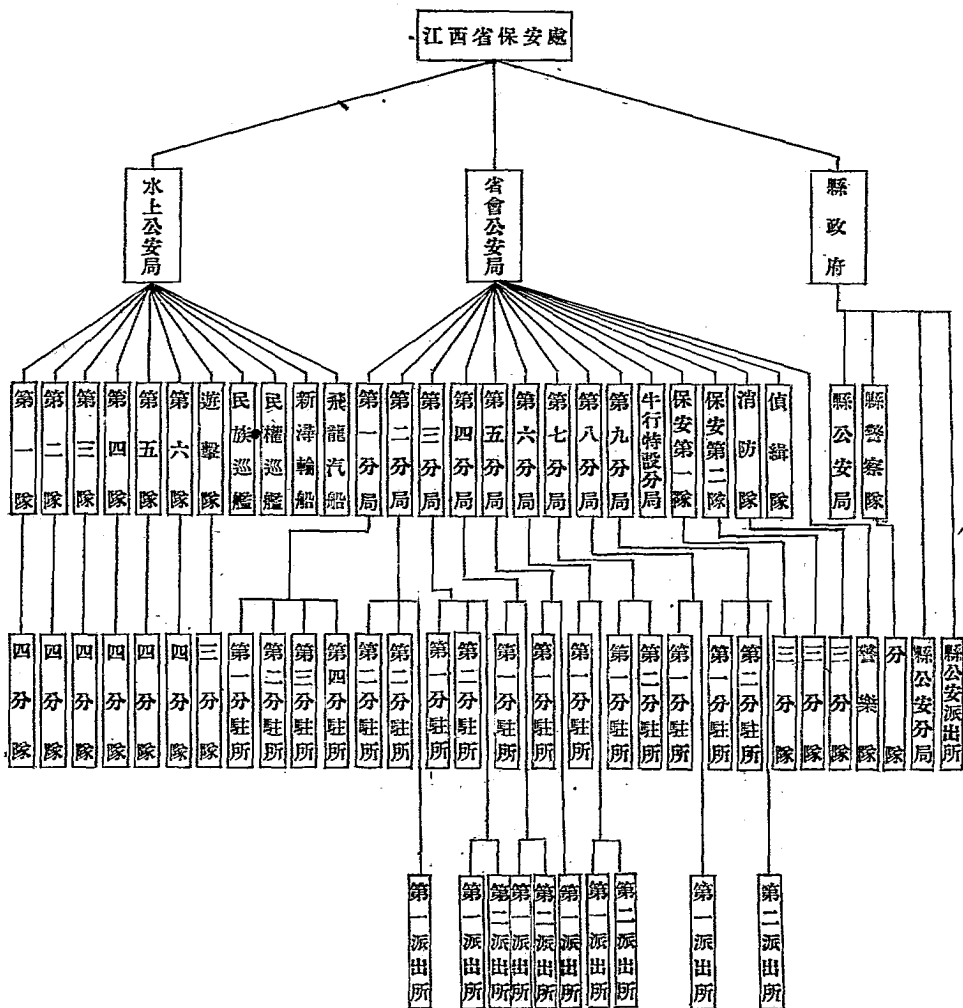 江西省保安處
水上公安局
省會公安局
縣政府
第一隊
第二隊
第三隊
第四隊
第五隊
第六隊
遊擊隊
民族巡艦
民權巡艦
新漳輪船
飛龍汽船
第一分局
第二分局
第三分局
第四分局
第五分局
第六分局
第七分局
第八分局
第九分局
牛行特設分局
保安第一隊
保安第二隊
消防隊
偵緝隊
縣公安局
縣警察隊
四分隊
四分隊
四分隊
四分隊
四分隊
四分隊
三分隊
第一分駐所
第二分駐所
第三分駐所
第四分駐所
第二分駐所
第二分駐所
第一分駐所
第二分駐所
第一分駐所
第一分駐所
第一分駐所
第一分駐所
第二分駐所
第一分駐所
第一分駐所
第二分駐所
三分隊
三分隊
三分隊
警樂隊
分隊
縣公安分局
縣公安派出所
第一派出所
第一派出所
第二派出所
第一派出所
第二派出所
第一派出所
第一派出所
第二派出所
第一派出所
第二派出所